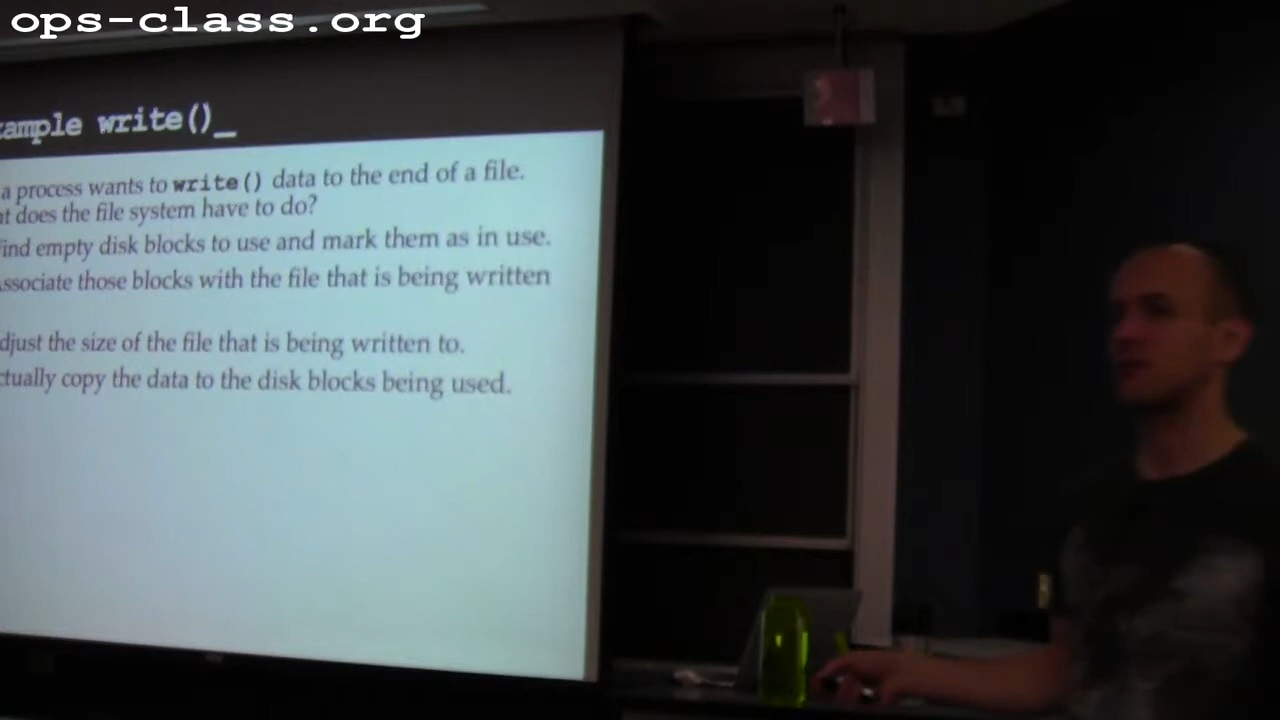 ops-class.org
ample write()_
a process wants to write() data to the end of a file.
does the file system have to do?
ind empty disk blocks to use and mark them as in use.
ssociate those blocks with the file that is being written
djust the size of the file that is being written to.
ctually copy the data to the disk blocks being used.